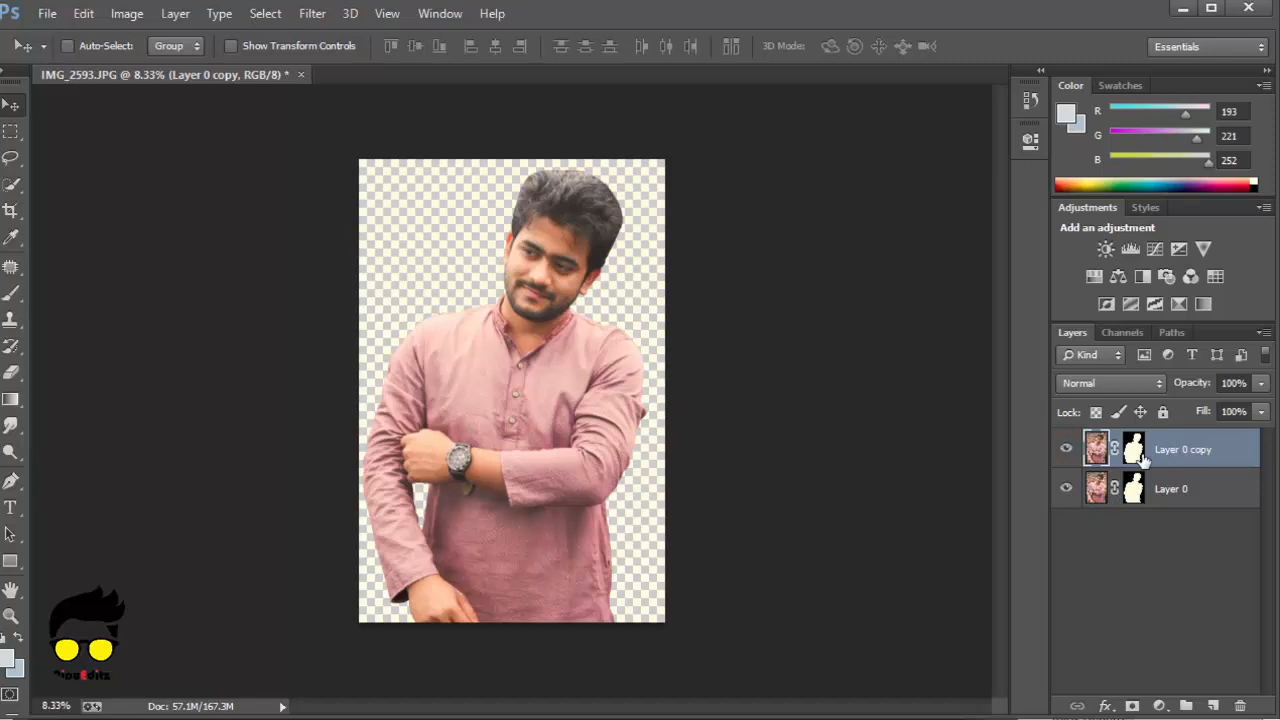 Ps File Edit Image Layer Type Select Filter 3D View Window Help
Auto-Select: Group Show Transform Controls 3D Mode: Essentials
IMG_2593.JPG @ 8.33% (Layer 0 copy, RGB/8) * ×
Color Swatches
R 193
G 221
B 252
Adjustments Styles
Add an adjustment
Layers Channels Paths
Kind T
Normal Opacity: 100%
Lock: Fill: 100%
Layer 0 copy
Layer 0
T
8.33% Doc: 57.1M/167.3M
fx